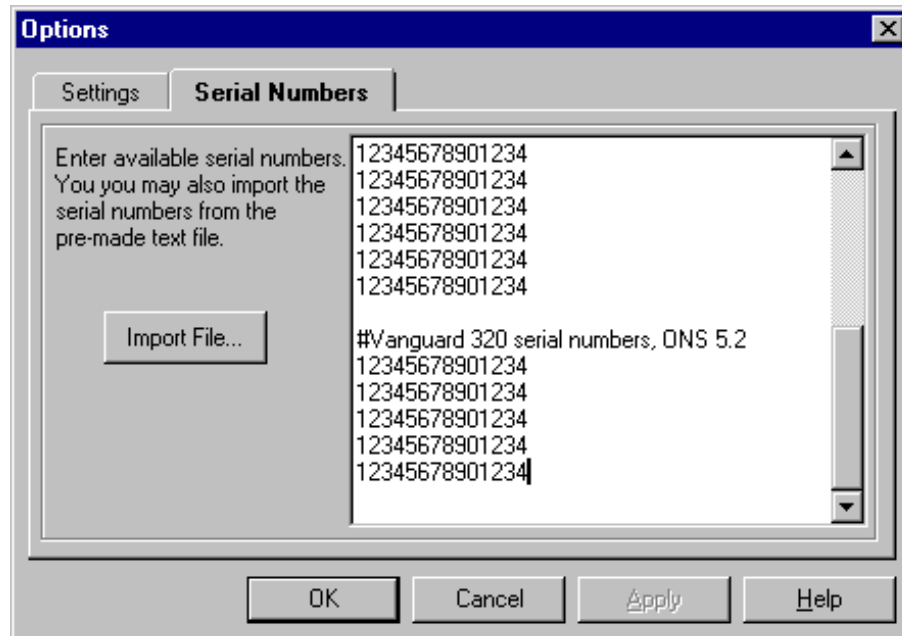 Options
Settings
Serial Numbers
Enter available serial numbers.
You you may also import the
serial numbers from the
pre-made text file.
Import File...
12345678901234
12345678901234
12345678901234
12345678901234
12345678901234
12345678901234
#Vanguard 320 serial numbers, ONS 5.2
12345678901234
12345678901234
12345678901234
12345678901234
12345678901234
OK
Cancel
Apply
Help